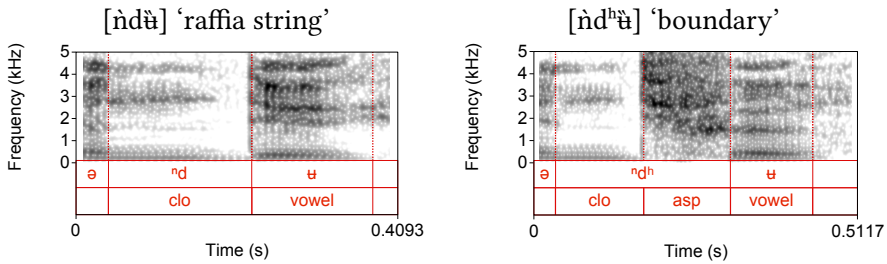 [ǹdʉ̏] ‘raffia string’
Frequency (kHz)
5
4
3
2
1
0
ə ⁿd ʉ
clo vowel
0 0.4093
Time (s)
[ǹdʰʉ̏] ‘boundary’
Frequency (kHz)
5
4
3
2
1
0
ə ⁿdʰ ʉ
clo asp vowel
0 0.5117
Time (s)